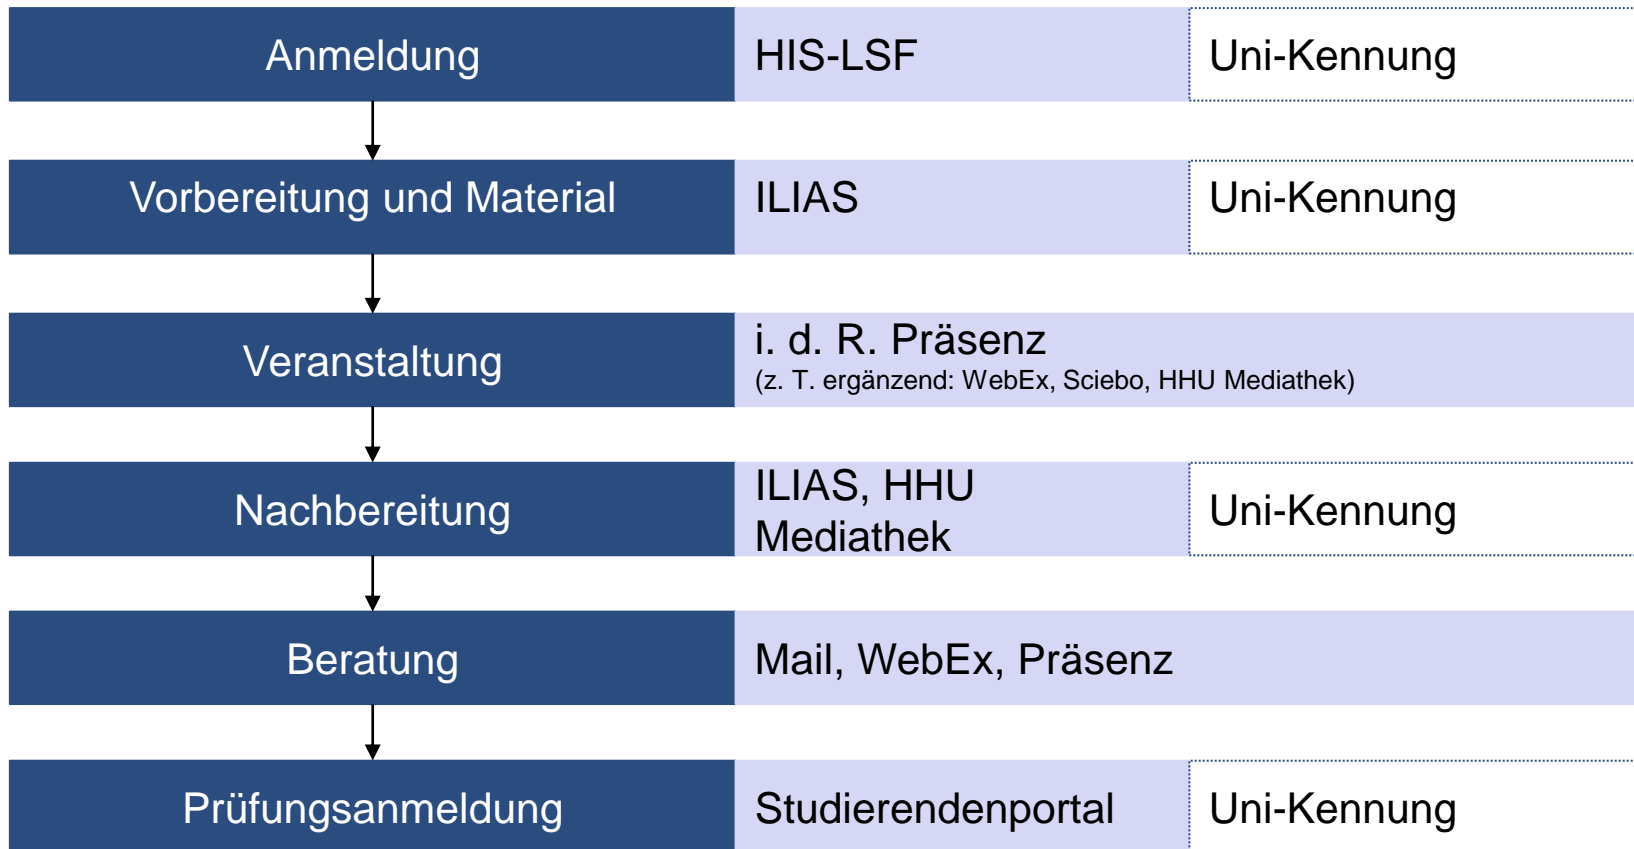 Anmeldung
HIS-LSF
Uni-Kennung
Vorbereitung und Material
ILIAS
Uni-Kennung
Veranstaltung
i. d. R. Präsenz
(z. T. ergänzend: WebEx, Sciebo, HHU Mediathek)
Nachbereitung
ILIAS, HHU
Mediathek
Uni-Kennung
Beratung
Mail, WebEx, Präsenz
Prüfungsanmeldung
Studierendenportal
Uni-Kennung